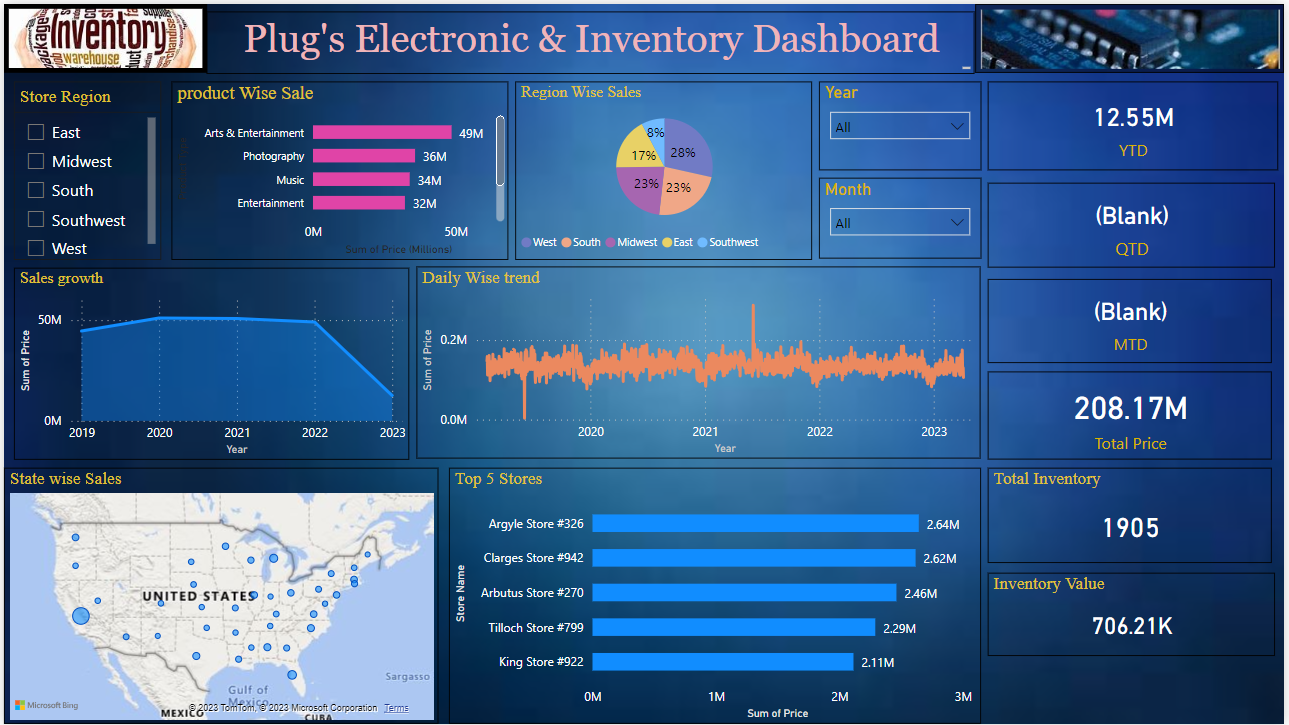 Inventory
warehouse
package
Plug's Electronic & Inventory Dashboard
Store Region
East
Midwest
South
Southwest
West
product Wise Sale
Arts & Entertainment
49M
Photography
36M
Music
34M
Entertainment
32M
0M
50M
Sum of Price (Millions)
Region Wise Sales
8%
28%
17%
23%
23%
West
South
Midwest
East
Southwest
Year
All
Month
All
12.55M
YTD
(Blank)
QTD
(Blank)
MTD
208.17M
Total Price
Sales growth
Sum of Price
50M
0M
2019
2020
2021
2022
2023
Year
Daily Wise trend
Sum of Price
0.2M
0.0M
2020
2021
2022
2023
Year
State wise Sales
UNITED STATES
Sargasso
Gulf of
Mexico
MEXICO
CUBA
Microsoft Bing
© 2023 TomTom, © 2023 Microsoft Corporation
Terms
Top 5 Stores
Store Name
Argyle Store #326
2.64M
Clarges Store #942
2.62M
Arbutus Store #270
2.46M
Tilloch Store #799
2.29M
King Store #922
2.11M
0M
1M
2M
3M
Sum of Price
Total Inventory
1905
Inventory Value
706.21K